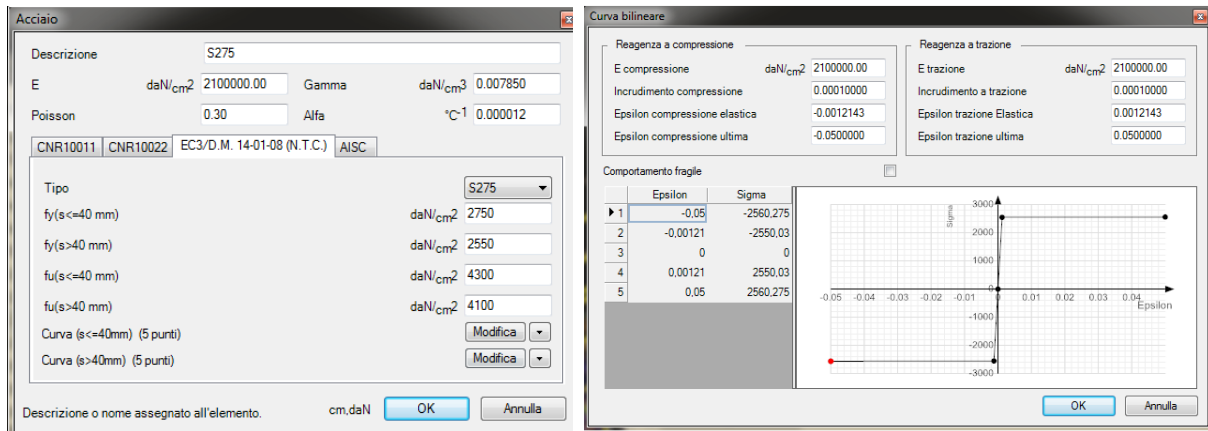 Acciaio
Descrizione S275
E daN/cm2 2100000.00 Gamma daN/cm3 0.007850
Poisson 0.30 Alfa °C-1 0.000012
CNR10011 CNR10022 EC3/D.M. 14-01-08 (N.T.C.) AISC
Tipo S275
fy(s<=40 mm) daN/cm2 2750
fy(s>40 mm) daN/cm2 2550
fu(s<=40 mm) daN/cm2 4300
fu(s>40 mm) daN/cm2 4100
Curva (s<=40mm) (5 punti) Modifica
Curva (s>40mm) (5 punti) Modifica
Descrizione o nome assegnato all'elemento. cm,daN OK Annulla
Curva bilineare
Reagenza a compressione
E compressione daN/cm2 2100000.00
Incrudimento compressione 0.00010000
Epsilon compressione elastica -0.0012143
Epsilon compressione ultima -0.0500000
Reagenza a trazione
E trazione daN/cm2 2100000.00
Incrudimento a trazione 0.00010000
Epsilon trazione Elastica 0.0012143
Epsilon trazione ultima 0.0500000
Comportamento fragile
Epsilon Sigma
1 -0,05 -2560,275
2 -0,00121 -2550,03
3 0 0
4 0,00121 2550,03
5 0,05 2560,275
Sigma
3000
2000
1000
0
-0.05 -0.04 -0.03 -0.02 -0.01 0 0.01 0.02 0.03 0.04
Epsilon
-1000
-2000
-3000
OK Annulla